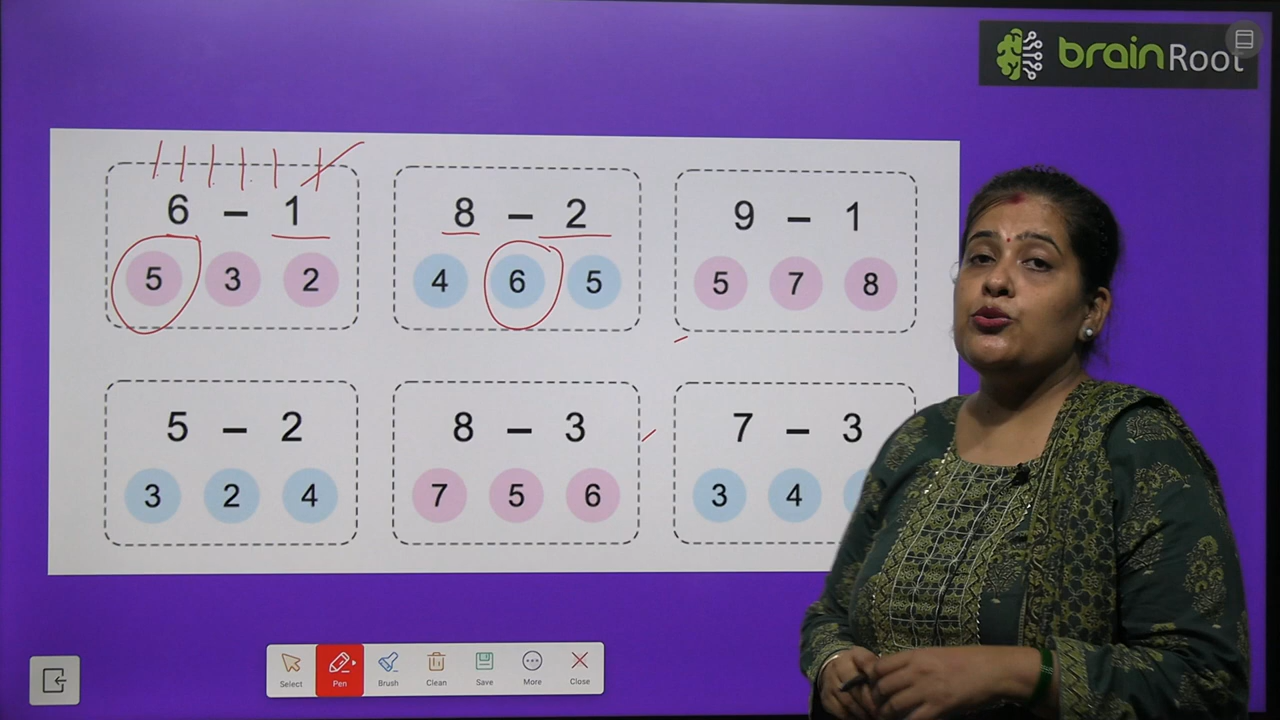 brainRoot
6 – 1
5 3 2
8 – 2
4 6 5
9 – 1
5 7 8
5 – 2
3 2 4
8 – 3
7 5 6
7 – 3
3 4
Select Pen Brush Clean Save More Close